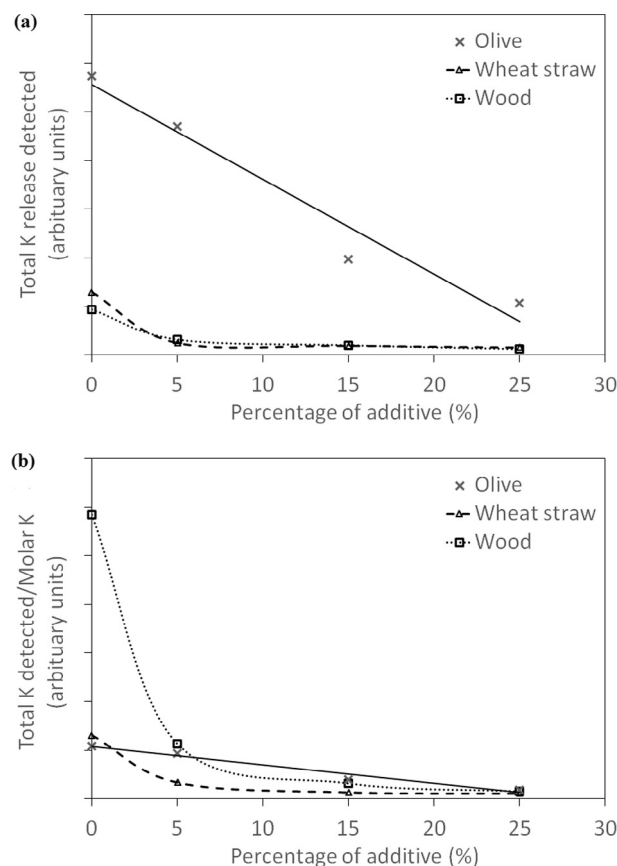 (a)
Total K release detected
(arbituary units)
Olive
Wheat straw
Wood
0 5 10 15 20 25 30
Percentage of additive (%)
(b)
Total K detected/Molar K
(arbituary units)
Olive
Wheat straw
Wood
0 5 10 15 20 25 30
Percentage of additive (%)